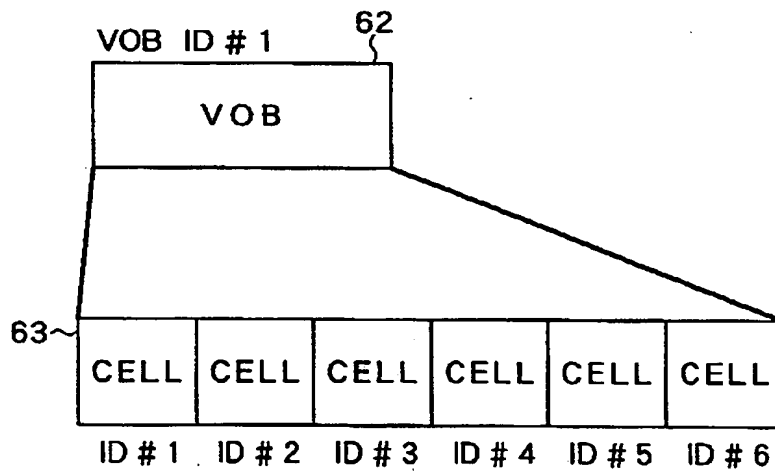 VOB ID # 1 62
VOB
63
CELL CELL CELL CELL CELL CELL
ID # 1 ID # 2 ID # 3 ID # 4 ID # 5 ID # 6